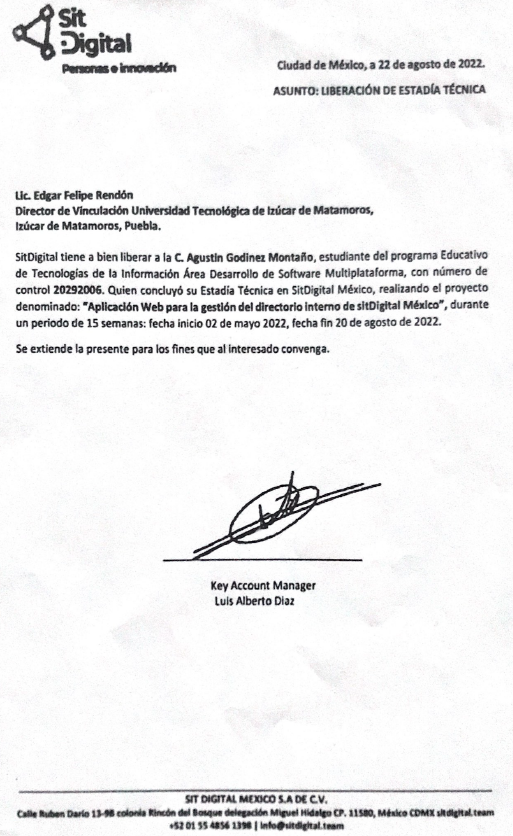 Sit
Digital
Personas e innovación
Ciudad de México, a 22 de agosto de 2022.
ASUNTO: LIBERACIÓN DE ESTADÍA TÉCNICA
Lic. Edgar Felipe Rendón
Director de Vinculación Universidad Tecnológica de Izúcar de Matamoros,
Izúcar de Matamoros, Puebla.
SitDigital tiene a bien liberar a la C. Agustin Godinez Montaño, estudiante del programa Educativo
de Tecnologías de la Información Área Desarrollo de Software Multiplataforma, con número de
control 20292006. Quien concluyó su Estadía Técnica en SitDigital México, realizando el proyecto
denominado: "Aplicación Web para la gestión del directorio interno de sitDigital México", durante
un periodo de 15 semanas: fecha inicio 02 de mayo 2022, fecha fin 20 de agosto de 2022.
Se extiende la presente para los fines que al interesado convenga.
Key Account Manager
Luis Alberto Diaz
SIT DIGITAL MEXICO S.A DE C.V.
Calle Ruben Dario 13-98 colonia Rincón del Bosque delegación Miguel Hidalgo CP. 11580, México CDMX sitdigital.team
+52 01 55 4856 1398 | info@sitdigital.team